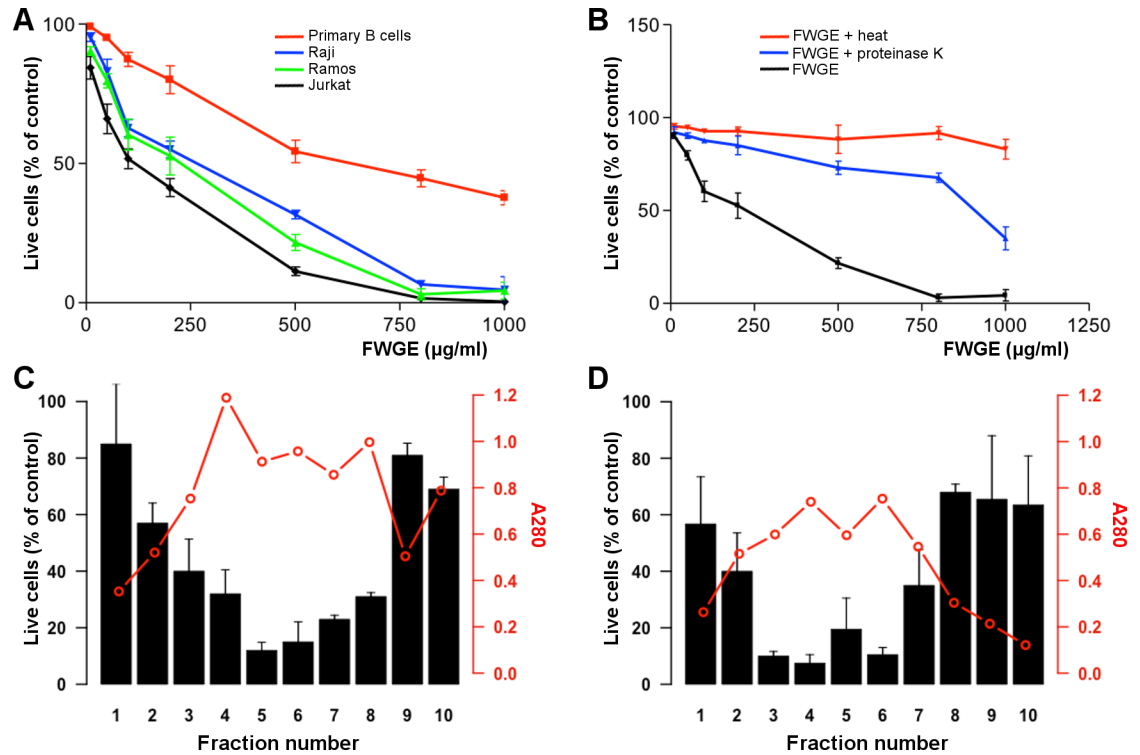 A
Live cells (% of control)
100
50
0
Primary B cells
Raji
Ramos
Jurkat
0 250 500 750 1000
FWGE (µg/ml)
B
Live cells (% of control)
150
100
50
0
FWGE + heat
FWGE + proteinase K
FWGE
0 250 500 750 1000 1250
FWGE (µg/ml)
C
Live cells (% of control)
100
80
60
40
20
0
1.2
1.0
0.8
0.6
0.4
0.2
0.0
A280
1 2 3 4 5 6 7 8 9 10
Fraction number
D
Live cells (% of control)
100
80
60
40
20
0
1.2
1.0
0.8
0.6
0.4
0.2
0.0
A280
1 2 3 4 5 6 7 8 9 10
Fraction number